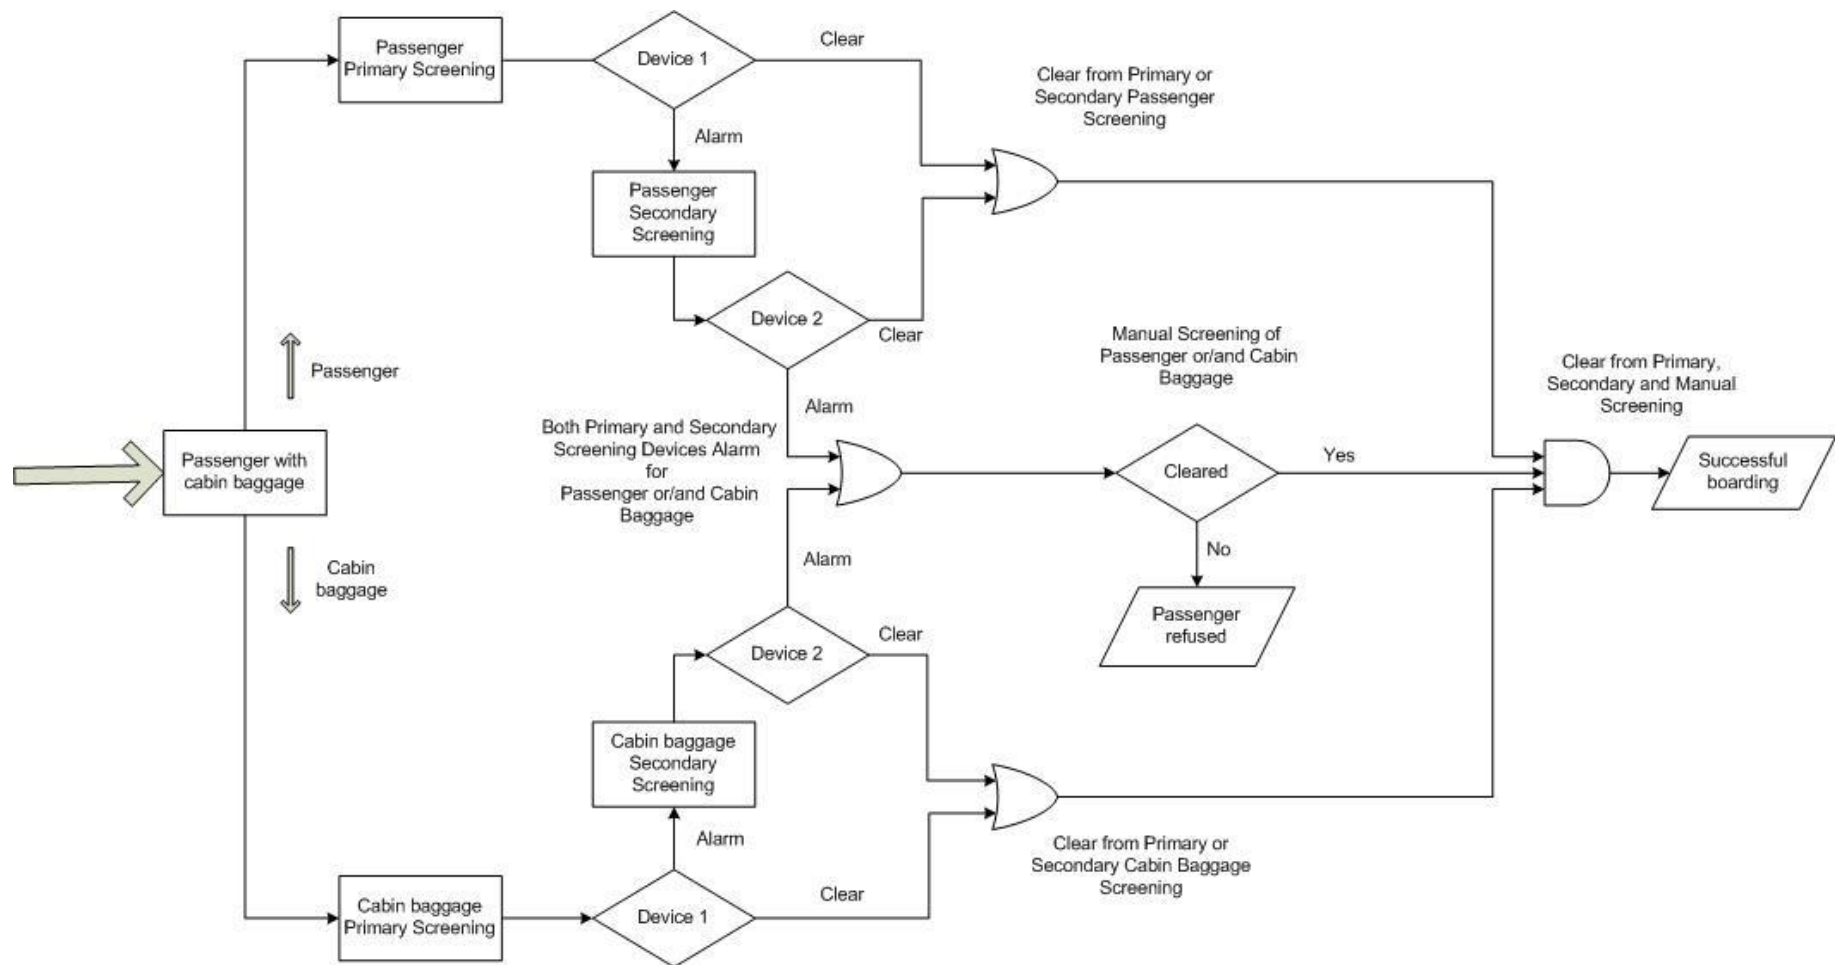 Passenger
Primary Screening
Device 1
Clear
Clear from Primary or
Secondary Passenger
Screening
Alarm
Passenger
Secondary
Screening
Device 2
Clear
Alarm
Passenger
Passenger with
cabin baggage
Cabin
baggage
Both Primary and Secondary
Screening Devices Alarm
for
Passenger or/and Cabin
Baggage
Manual Screening of
Passenger or/and Cabin
Baggage
Cleared
Yes
No
Passenger
refused
Clear from Primary,
Secondary and Manual
Screening
Successful
boarding
Alarm
Device 2
Clear
Cabin baggage
Secondary
Screening
Alarm
Cabin baggage
Primary Screening
Device 1
Clear
Clear from Primary or
Secondary Cabin Baggage
Screening